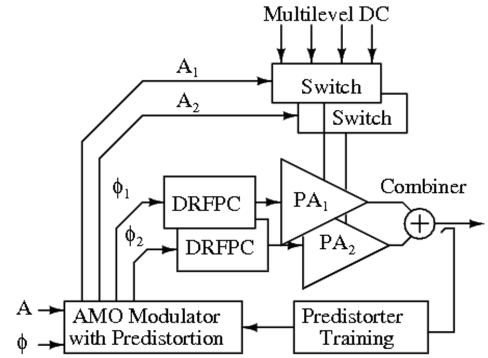 Multilevel DC
A1
Switch
A2
Switch
ϕ1
DRFPC
PA1
Combiner
ϕ2
DRFPC
PA2
A
AMO Modulator
with Predistortion
Predistorter
Training
ϕ